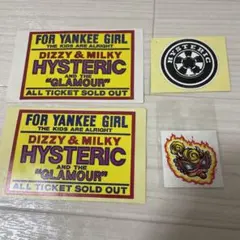 FOR YANKEE GIRL
THE KIDS ARE ALRIGHT
DIZZY & MILKY
HYSTERIC
AND THE
"GLAMOUR"
ALL TICKET SOLD OUT
HYSTERIC
FOR YANKEE GIRL
THE KIDS ARE ALRIGHT
DIZZY & MILKY
HYSTERIC
AND THE
"GLAMOUR"
ALL TICKET SOLD OUT